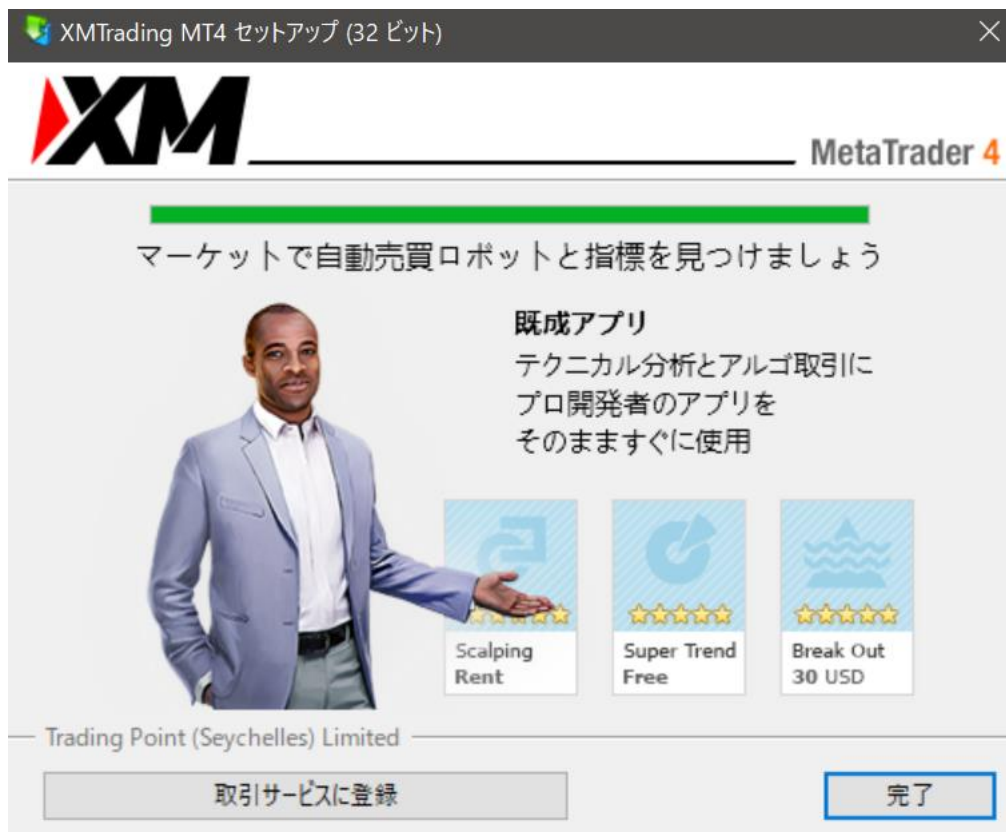 XMTrading MT4 セットアップ (32 ビット)
XM
MetaTrader 4
マーケットで自動売買ロボットと指標を見つけましょう
既成アプリ
テクニカル分析とアルゴ取引に
プロ開発者のアプリを
そのまますぐに使用
Scalping
Rent
Super Trend
Free
Break Out
30 USD
Trading Point (Seychelles) Limited
取引サービスに登録
完了